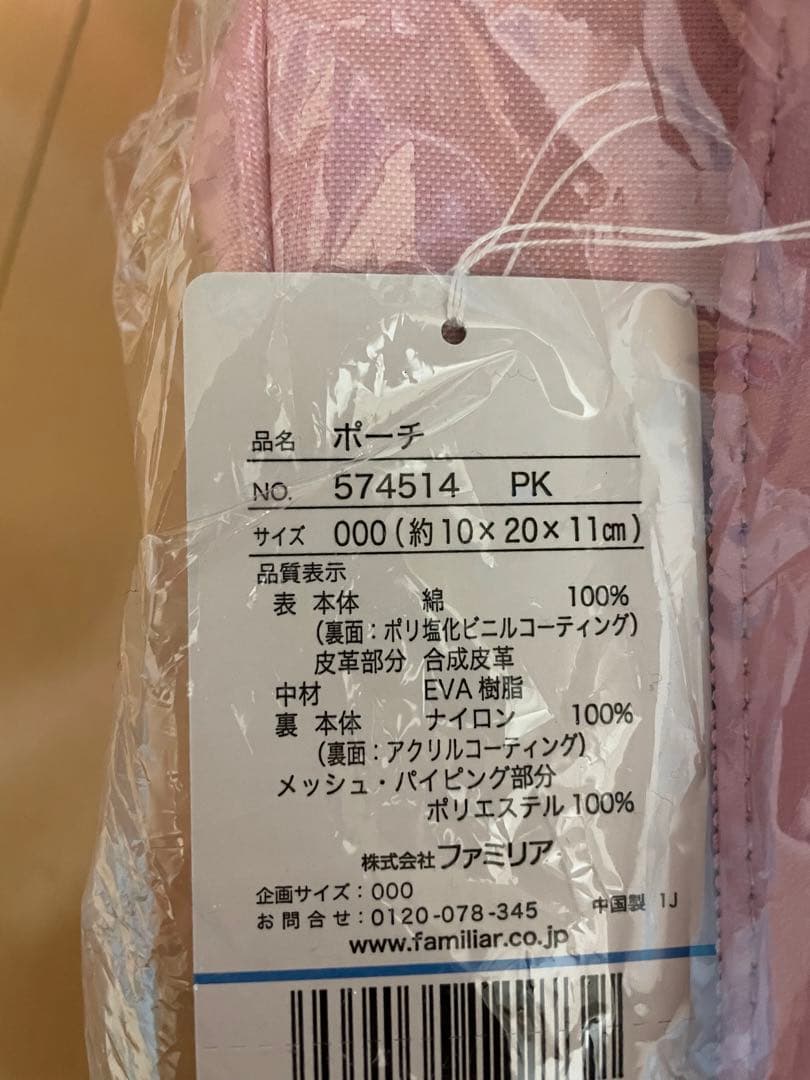 品名 ポーチ
NO. 574514 PK
サイズ 000(約10×20×11㎝)
品質表示
表 本体 綿 100%
(裏面:ポリ塩化ビニルコーティング)
皮革部分 合成皮革
中材 EVA樹脂
裏 本体 ナイロン 100%
(裏面:アクリルコーティング)
メッシュ・パイピング部分
ポリエステル100%
株式会社ファミリア
企画サイズ:000
お問合せ:0120-078-345 中国製 1J
www.familiar.co.jp